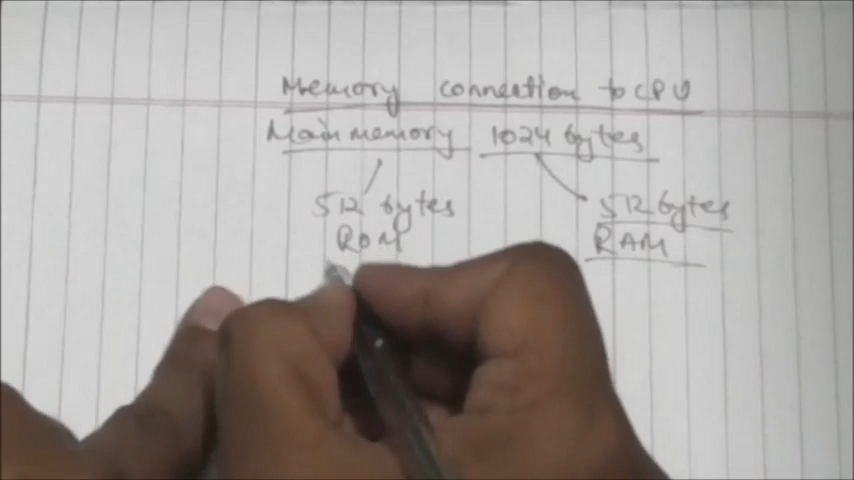 Memory connection to CPU
Main memory 1024 bytes
512 bytes 512 bytes
ROM RAM